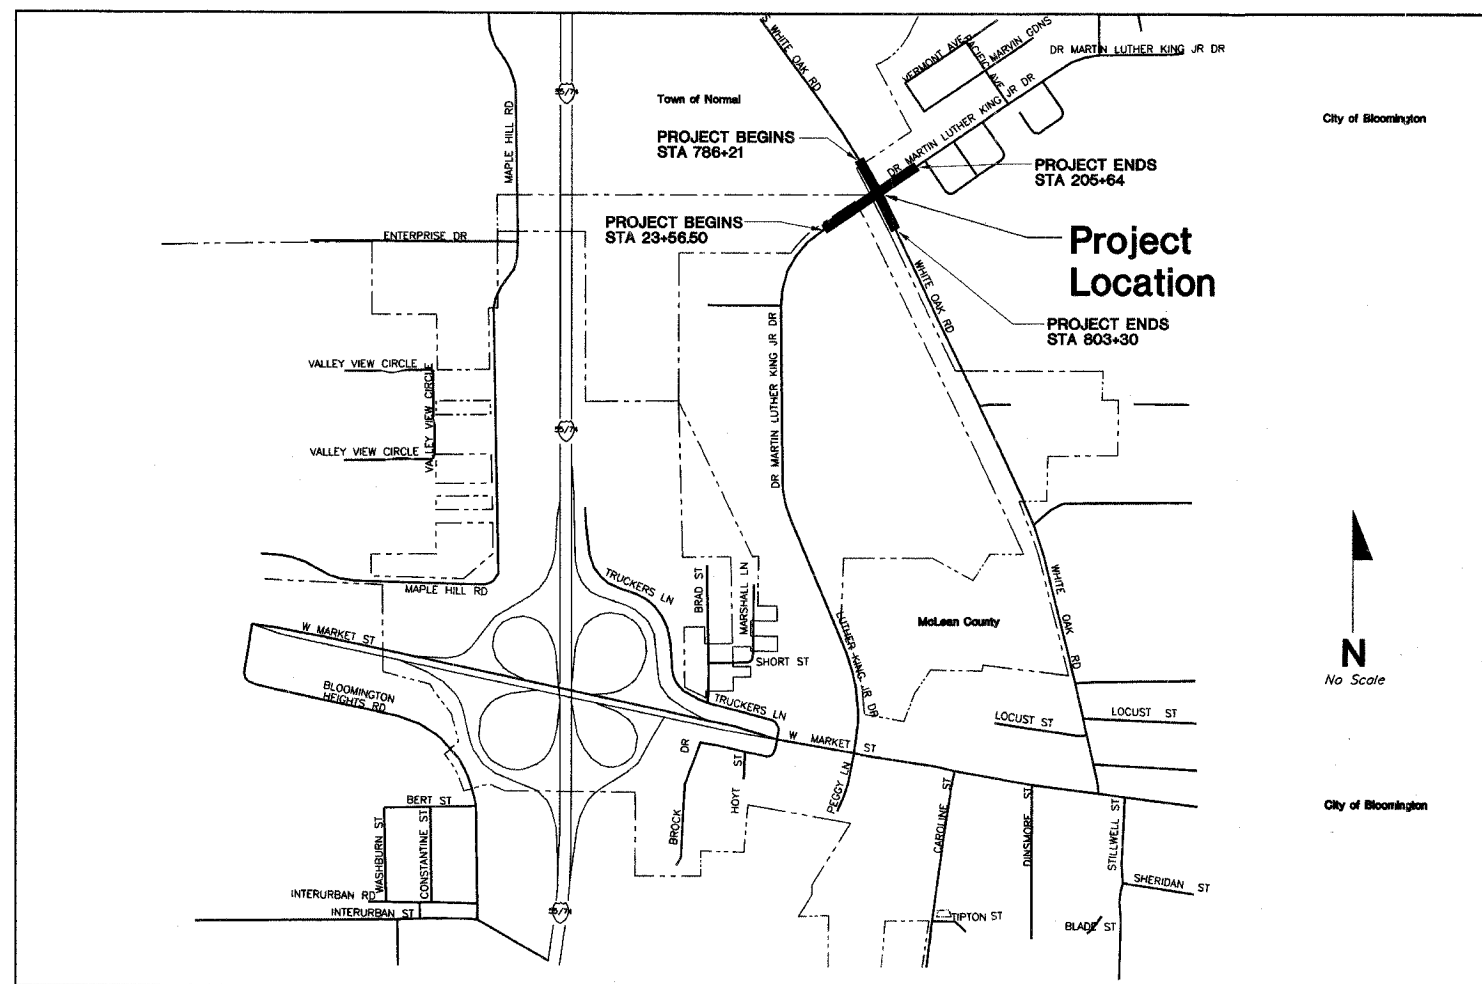 S WHITE OAK RD
VERMONT AVE
PACIFIC AVE
MARVIN GDNS
DR MARTIN LUTHER KING JR DR
55/74
Town of Normal
City of Bloomington
MAPLE HILL RD
PROJECT BEGINS
STA 786+21
DR MARTIN LUTHER KING JR DR
PROJECT ENDS
STA 205+64
PROJECT BEGINS
STA 23+56.50
ENTERPRISE DR
Project
Location
WHITE OAK RD
PROJECT ENDS
STA 803+30
DR MARTIN LUTHER KING JR DR
VALLEY VIEW CIRCLE
VALLEY VIEW CIRCLE
VALLEY VIEW CIRCLE
55/74
MAPLE HILL RD
TRUCKERS LN
BRAD ST
MARSHALL LN
WHITE OAK RD
W MARKET ST
LUTHER KING JR DR
McLean County
SHORT ST
N
No Scale
BLOOMINGTON
HEIGHTS RD
TRUCKERS LN
LOCUST ST
LOCUST ST
W MARKET ST
DR
BROCK
HOYT ST
PEGGY LN
CAROLINE ST
DINSMORE ST
STILLWELL ST
City of Bloomington
BERT ST
WASHBURN ST
CONSTANTINE ST
SHERIDAN ST
INTERURBAN RD
INTERURBAN ST
55/74
TIPTON ST
BLADE ST